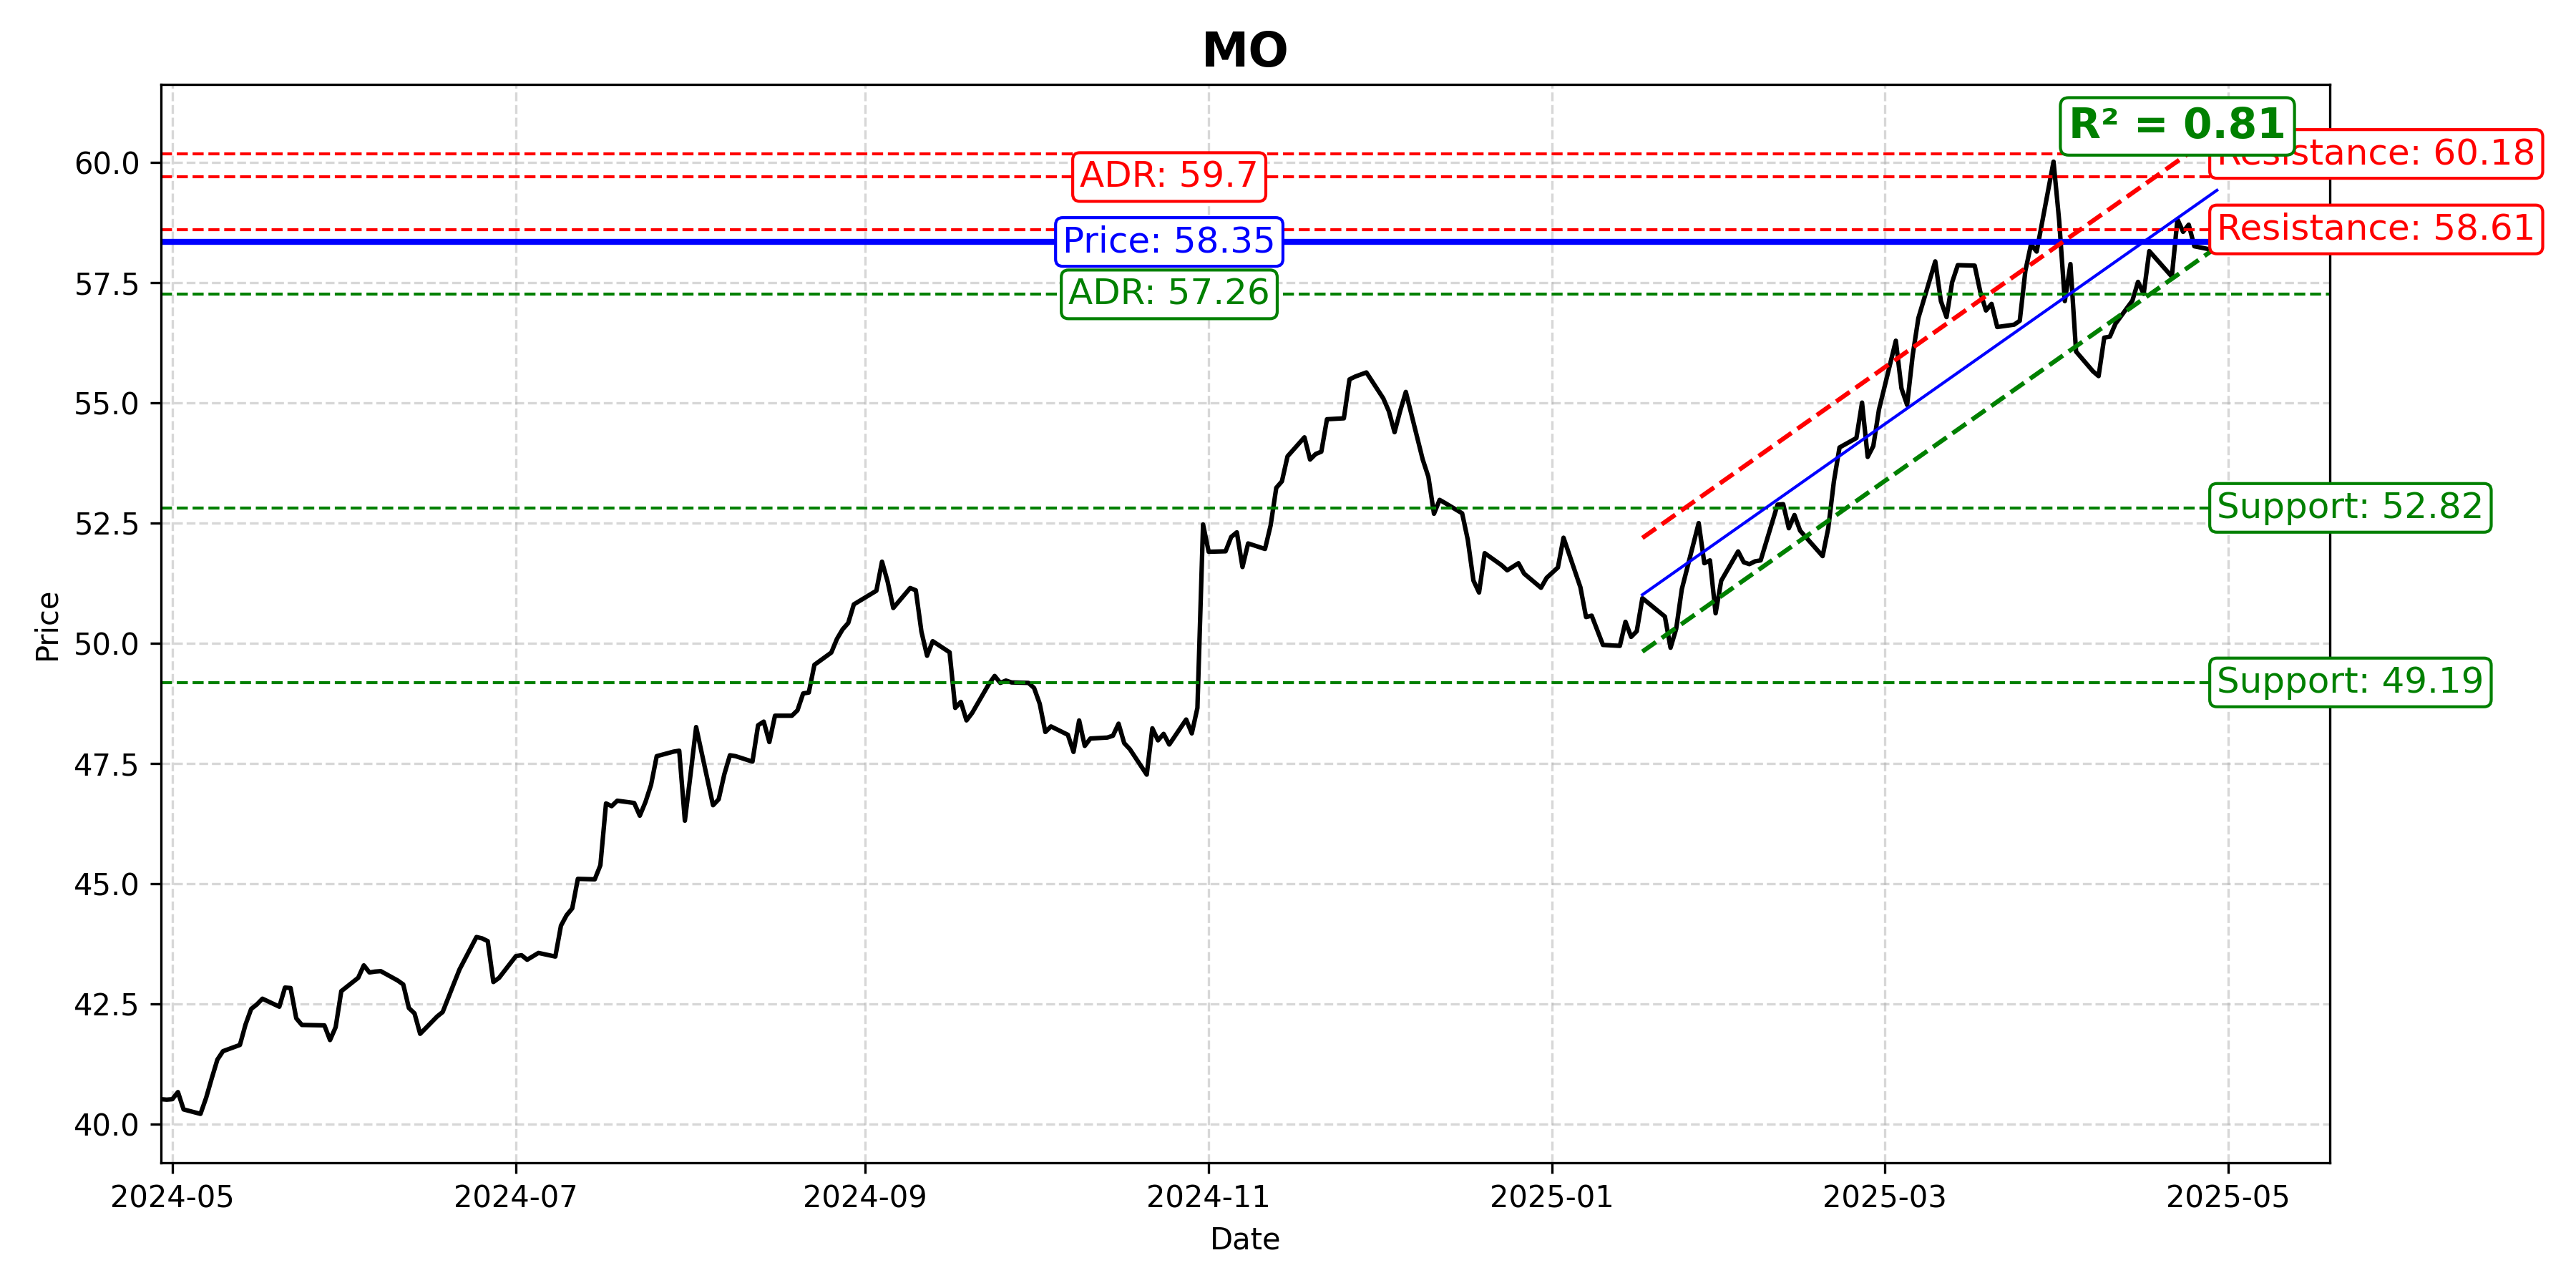 MO
R² = 0.81
Resistance: 60.18
ADR: 59.7
Resistance: 58.61
Price: 58.35
ADR: 57.26
Support: 52.82
Support: 49.19
Price
60.0
57.5
55.0
52.5
50.0
47.5
45.0
42.5
40.0
2024-05
2024-07
2024-09
2024-11
2025-01
2025-03
2025-05
Date